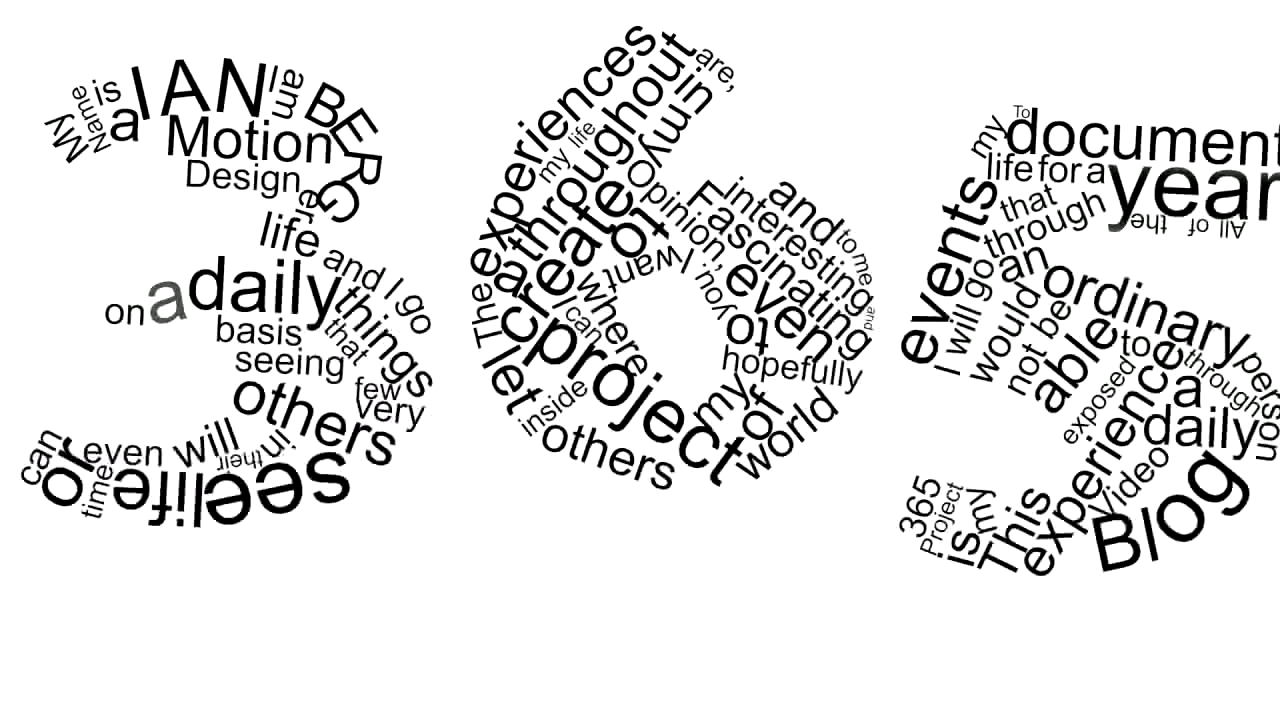 My Name is IAN BERG
I am a Motion Designer
and I go on a daily basis
seeing things that
very few others will
even see in their
life time or life can
I want to create
a project where I can
let others inside my world
of my life experiences
The throughout
in my Opinion, are,
Fascinating and interesting
to me and
hopefully even to you,
To document my life for a year
All of the events
that I will go through
an ordinary person
would not be able to
experience
exposed through a
daily Video Blog
This is my
365 Project